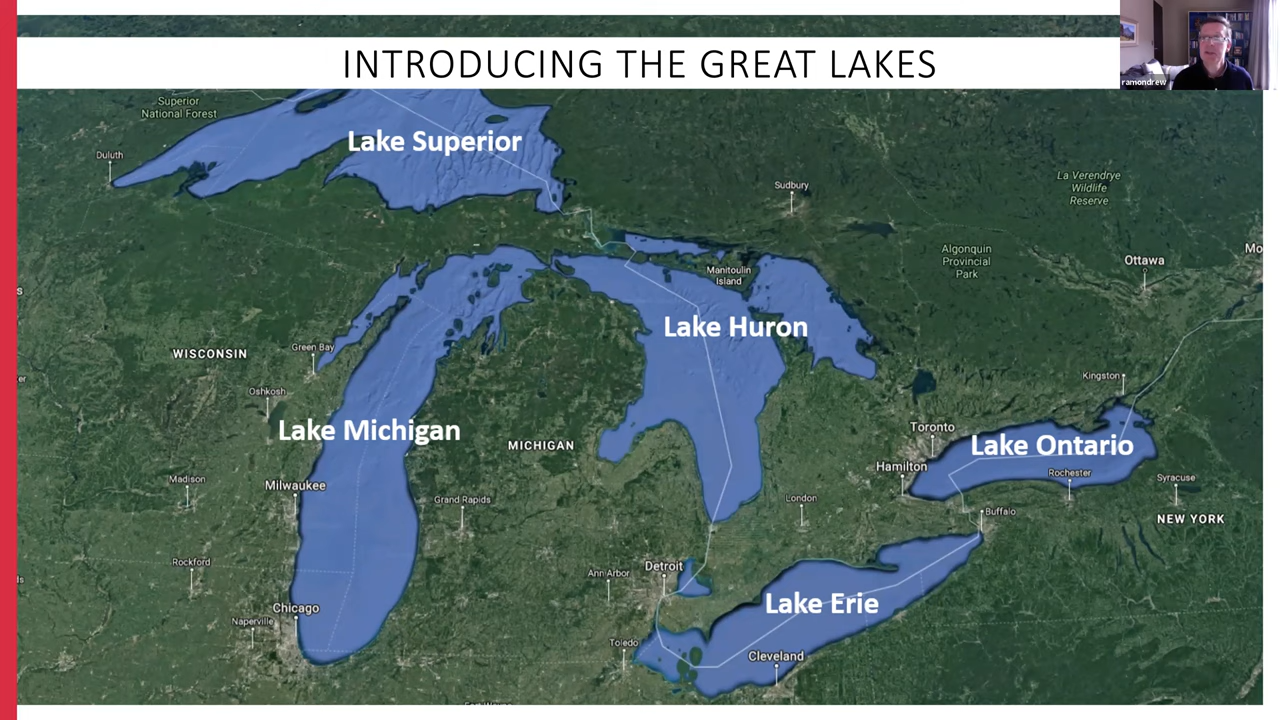 INTRODUCING THE GREAT LAKES
ramondrew
Superior
National Forest
Lake Superior
Duluth
Sudbury
La Verendrye
Wildlife
Reserve
Algonquin
Provincial
Park
Ottawa
Mo
Manitoulin
Island
Lake Huron
WISCONSIN
Green Bay
Oshkosh
Kingston
Lake Michigan
MICHIGAN
Toronto
Lake Ontario
Hamilton
Rochester
Madison
Milwaukee
Grand Rapids
London
Syracuse
Buffalo
NEW YORK
Rockford
Ann Arbor
Detroit
Chicago
Naperville
Lake Erie
Toledo
Cleveland